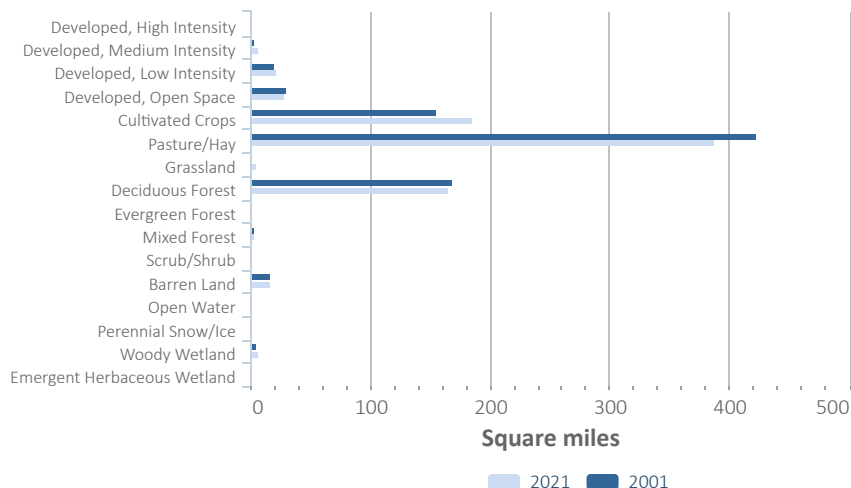 Developed, High Intensity
Developed, Medium Intensity
Developed, Low Intensity
Developed, Open Space
Cultivated Crops
Pasture/Hay
Grassland
Deciduous Forest
Evergreen Forest
Mixed Forest
Scrub/Shrub
Barren Land
Open Water
Perennial Snow/Ice
Woody Wetland
Emergent Herbaceous Wetland
0 100 200 300 400 500
Square miles
2021 2001